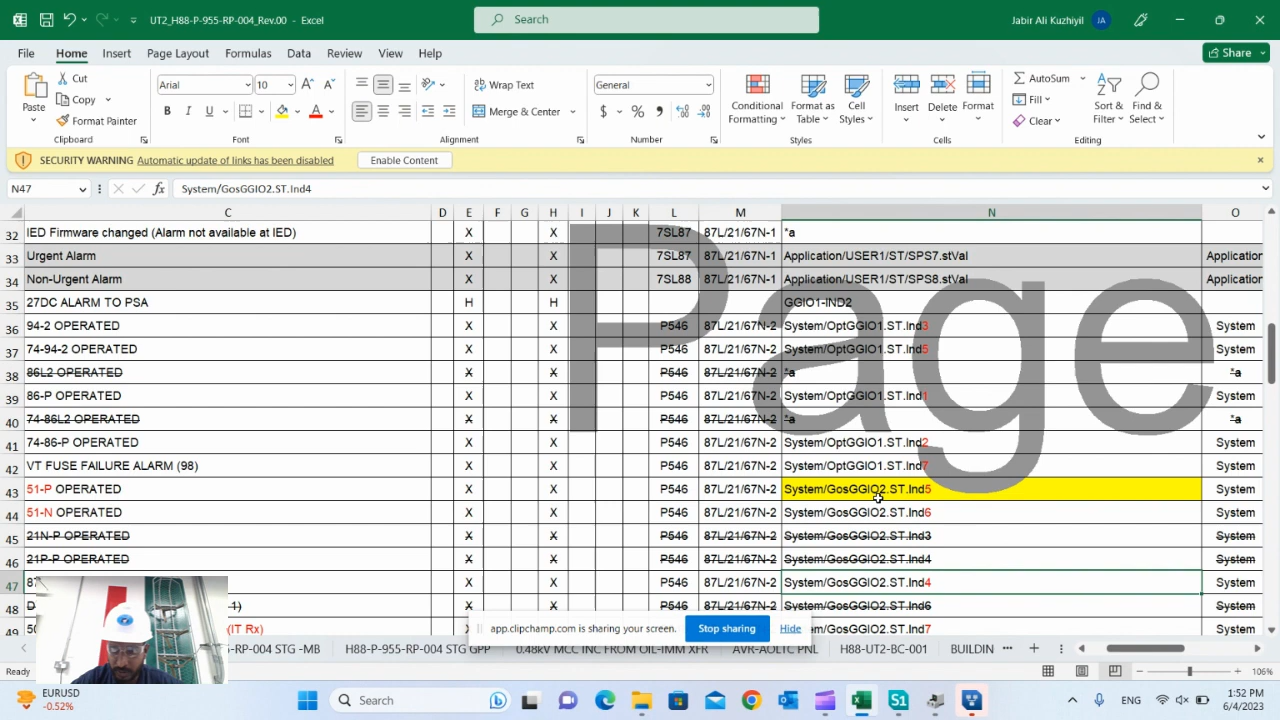 UT2_H88-P-955-RP-004_Rev.00 - Excel
Search
Jabir Ali Kuzhiyil JA
File Home Insert Page Layout Formulas Data Review View Help Share
Paste Cut Copy Format Painter
Clipboard
Arial 10
B I U
Font
Wrap Text
Merge & Center
Alignment
General
Number
Conditional Formatting Format as Table Cell Styles
Styles
Insert Delete Format
Cells
AutoSum Fill Clear Sort & Filter Find & Select
Editing
SECURITY WARNING Automatic update of links has been disabled Enable Content
N47 fx System/GosGGIO2.ST.Ind4
C D E F G H I J K L M N O
32 IED Firmware changed (Alarm not available at IED) X X 7SL87 87L/21/67N-1 *a
33 Urgent Alarm X X 7SL87 87L/21/67N-1 Application/USER1/ST/SPS7.stVal Application
34 Non-Urgent Alarm X X 7SL88 87L/21/67N-1 Application/USER1/ST/SPS8.stVal Application
35 27DC ALARM TO PSA H H GGIO1-IND2
36 94-2 OPERATED X X P546 87L/21/67N-2 System/OptGGIO1.ST.Ind3 System
37 74-94-2 OPERATED X X P546 87L/21/67N-2 System/OptGGIO1.ST.Ind5 System
38 86L2 OPERATED X X P546 87L/21/67N-2 *a *a
39 86-P OPERATED X X P546 87L/21/67N-2 System/OptGGIO1.ST.Ind1 System
40 74-86L2 OPERATED X X P546 87L/21/67N-2 *a
41 74-86-P OPERATED X X P546 87L/21/67N-2 System/OptGGIO1.ST.Ind2 System
42 VT FUSE FAILURE ALARM (98) X X P546 87L/21/67N-2 System/OptGGIO1.ST.Ind7 System
43 51-P OPERATED X X P546 87L/21/67N-2 System/GosGGIO2.ST.Ind5 System
44 51-N OPERATED X X P546 87L/21/67N-2 System/GosGGIO2.ST.Ind6 System
45 21N-P OPERATED X X P546 87L/21/67N-2 System/GosGGIO2.ST.Ind3 System
46 21P-P OPERATED X X P546 87L/21/67N-2 System/GosGGIO2.ST.Ind4 System
47 87 X X P546 87L/21/67N-2 System/GosGGIO2.ST.Ind4 System
48 D 1) X X P546 87L/21/67N-2 System/GosGGIO2.ST.Ind6 System
49 50 (IT Rx) X System/GosGGIO2.ST.Ind7 System
Page
app.clipchamp.com is sharing your screen. Stop sharing Hide
-RP-004 STG -MB H88-P-955-RP-004 STG GPP 0.48kV MCC INC FROM OIL-IMM XFR AVR-AOLTC PNL H88-UT2-BC-001 BUILDIN
Ready 106%
EURUSD
-0.52%
Search
ENG
1:52 PM
6/4/2023